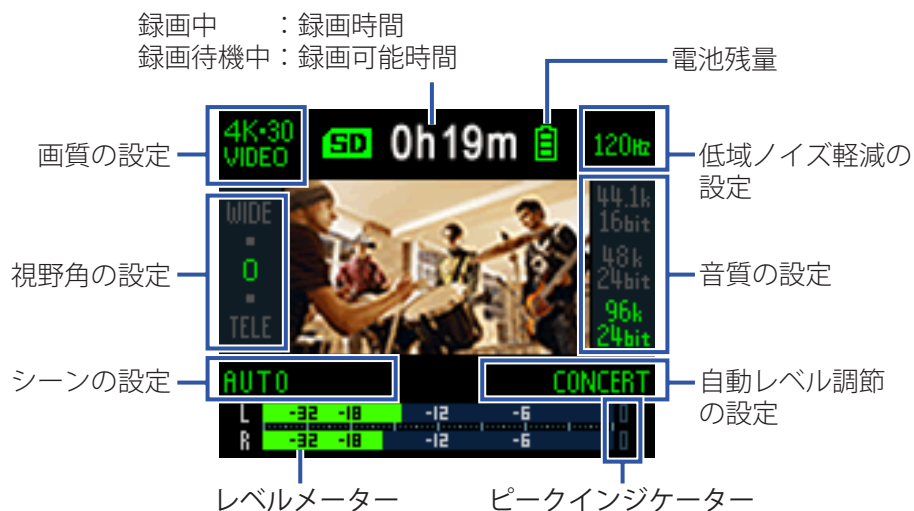 録画中　　：録画時間
録画待機中：録画可能時間
電池残量
画質の設定
4K•30
VIDEO
SD 0h19m
120Hz
低域ノイズ軽減の
設定
視野角の設定
WIDE
0
TELE
44.1k
16bit
48k
24bit
96k
24bit
音質の設定
シーンの設定
AUTO
CONCERT
自動レベル調節
の設定
L -32 -18 -12 -6 0
R -32 -18 -12 -6 0
レベルメーター
ピークインジケーター